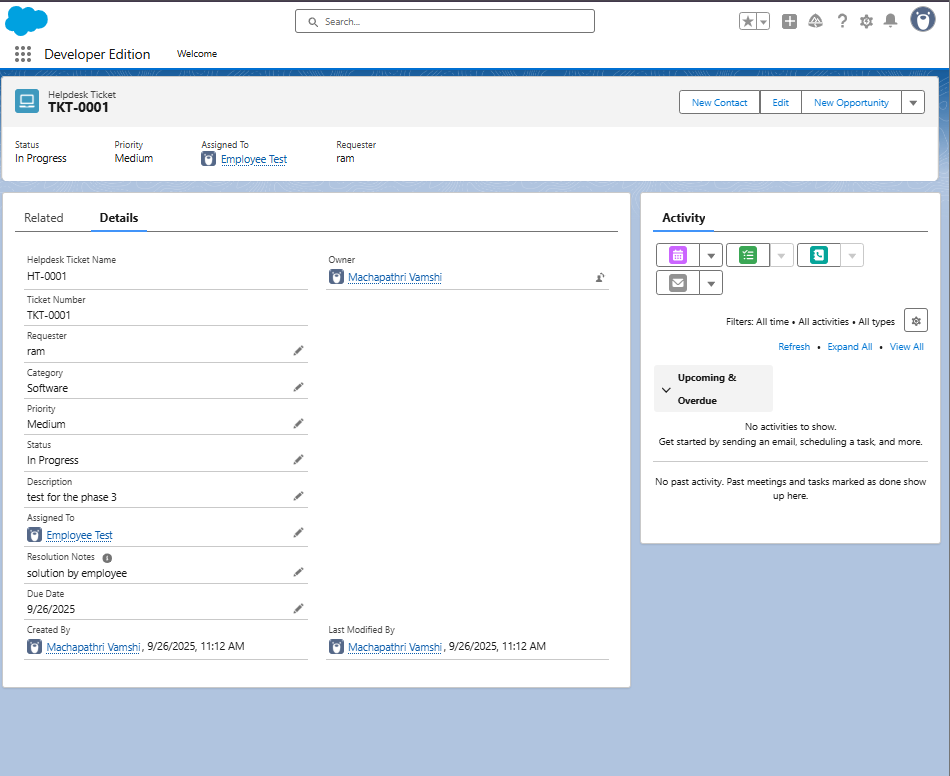 Search...
Developer Edition
Welcome
Helpdesk Ticket
TKT-0001
New Contact
Edit
New Opportunity
Status
Priority
Assigned To
Requester
In Progress
Medium
Employee Test
ram
Related
Details
Helpdesk Ticket Name
HT-0001
Owner
Machapathri Vamshi
Ticket Number
TKT-0001
Requester
ram
Category
Software
Priority
Medium
Status
In Progress
Description
test for the phase 3
Assigned To
Employee Test
Resolution Notes
solution by employee
Due Date
9/26/2025
Created By
Machapathri Vamshi, 9/26/2025, 11:12 AM
Last Modified By
Machapathri Vamshi, 9/26/2025, 11:12 AM
Activity
Filters: All time • All activities • All types
Refresh • Expand All • View All
Upcoming &
Overdue
No activities to show.
Get started by sending an email, scheduling a task, and more.
No past activity. Past meetings and tasks marked as done show
up here.